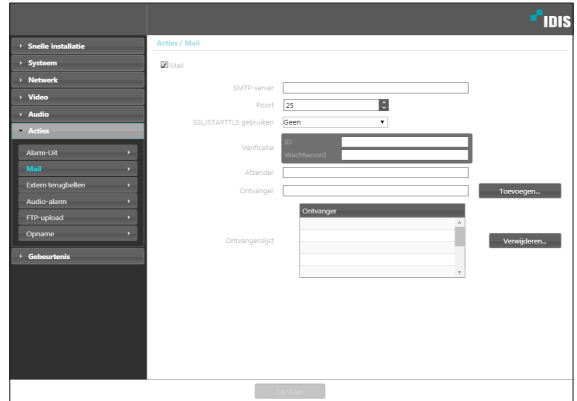 IDIS
Snelle installatie
Systeem
Netwerk
Video
Audio
Acties
Alarm-Uit
Mail
Extern terugbellen
Audio-alarm
FTP-upload
Opname
Gebeurtenis
Acties / Mail
Mail
SMTP-server
Poort 25
SSL/STARTTLS gebruiken Geen
Verificatie ID
Wachtwoord
Afzender
Ontvanger Toevoegen...
Ontvangerslijst Ontvanger
Verwijderen...